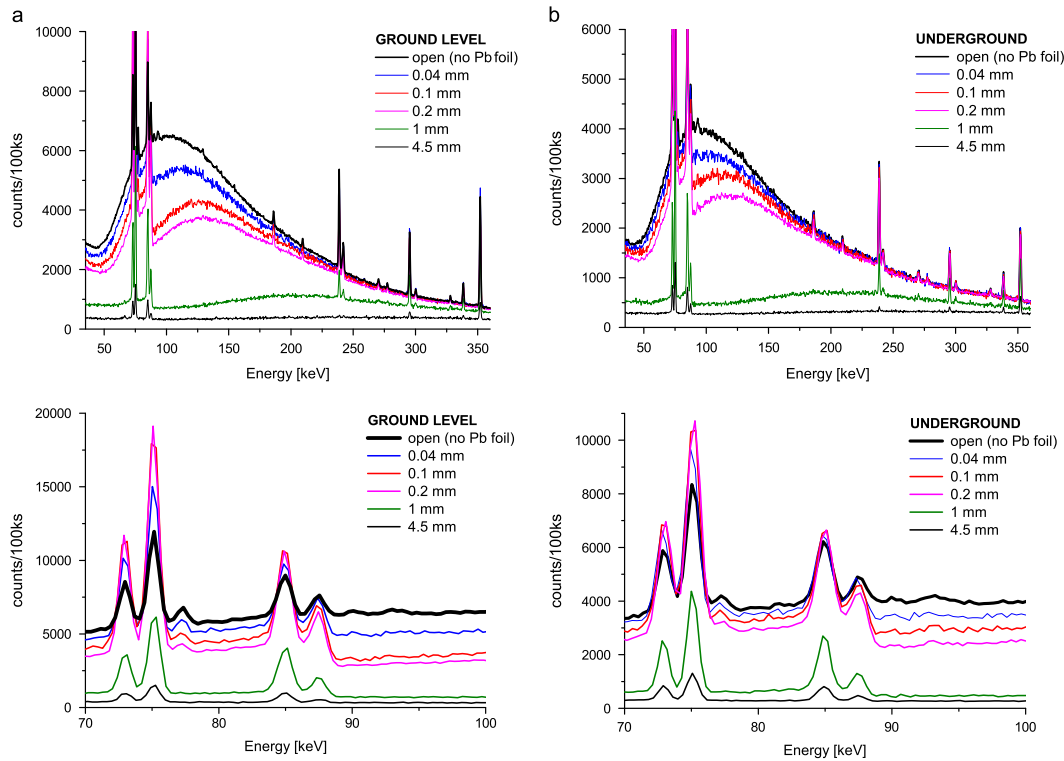 a
counts/100ks
10000
8000
6000
4000
2000
0
50
100
150
200
250
300
350
Energy [keV]
GROUND LEVEL
open (no Pb foil)
0.04 mm
0.1 mm
0.2 mm
1 mm
4.5 mm
b
counts/100ks
6000
5000
4000
3000
2000
1000
0
50
100
150
200
250
300
350
Energy [keV]
UNDERGROUND
open (no Pb foil)
0.04 mm
0.1 mm
0.2 mm
1 mm
4.5 mm
counts/100ks
20000
15000
10000
5000
0
70
80
90
100
Energy [keV]
GROUND LEVEL
open (no Pb foil)
0.04 mm
0.1 mm
0.2 mm
1 mm
4.5 mm
counts/100ks
10000
8000
6000
4000
2000
0
70
80
90
100
Energy [keV]
UNDERGROUND
open (no Pb foil)
0.04 mm
0.1 mm
0.2 mm
1 mm
4.5 mm